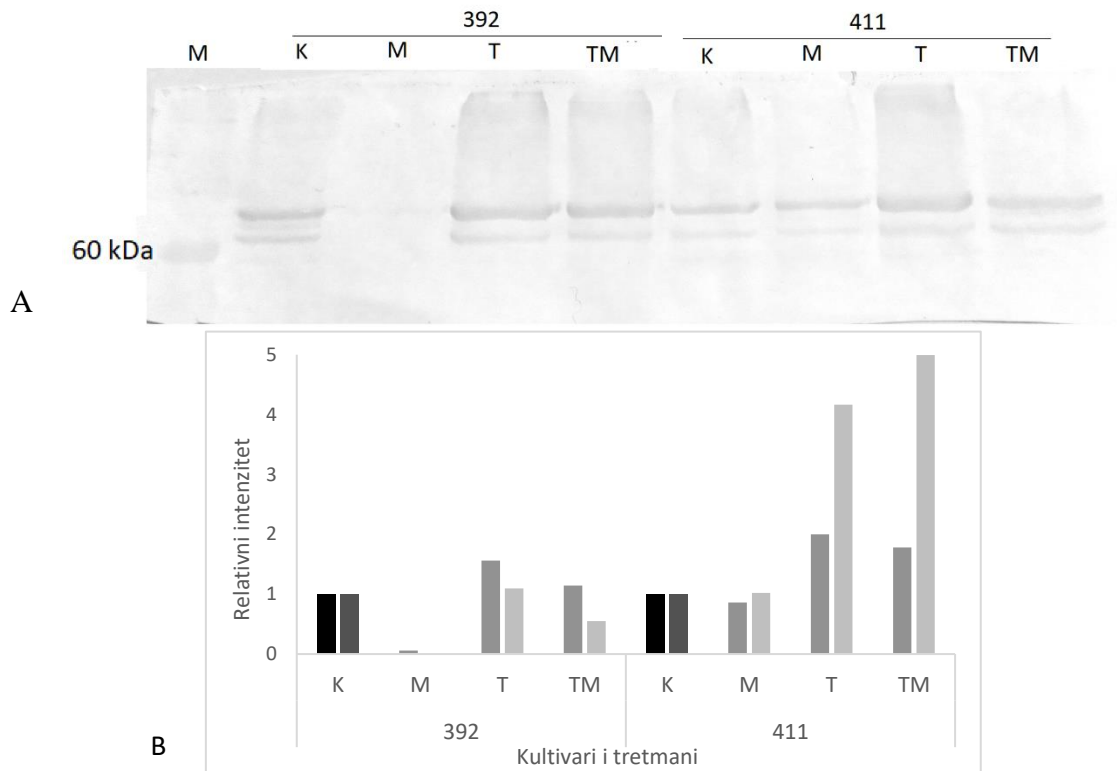 392 411
M K M T TM K M T TM
60 kDa
A
5
4
3
2
1
0
Relativni intenzitet
K M T TM K M T TM
392 411
Kultivari i tretmani
B